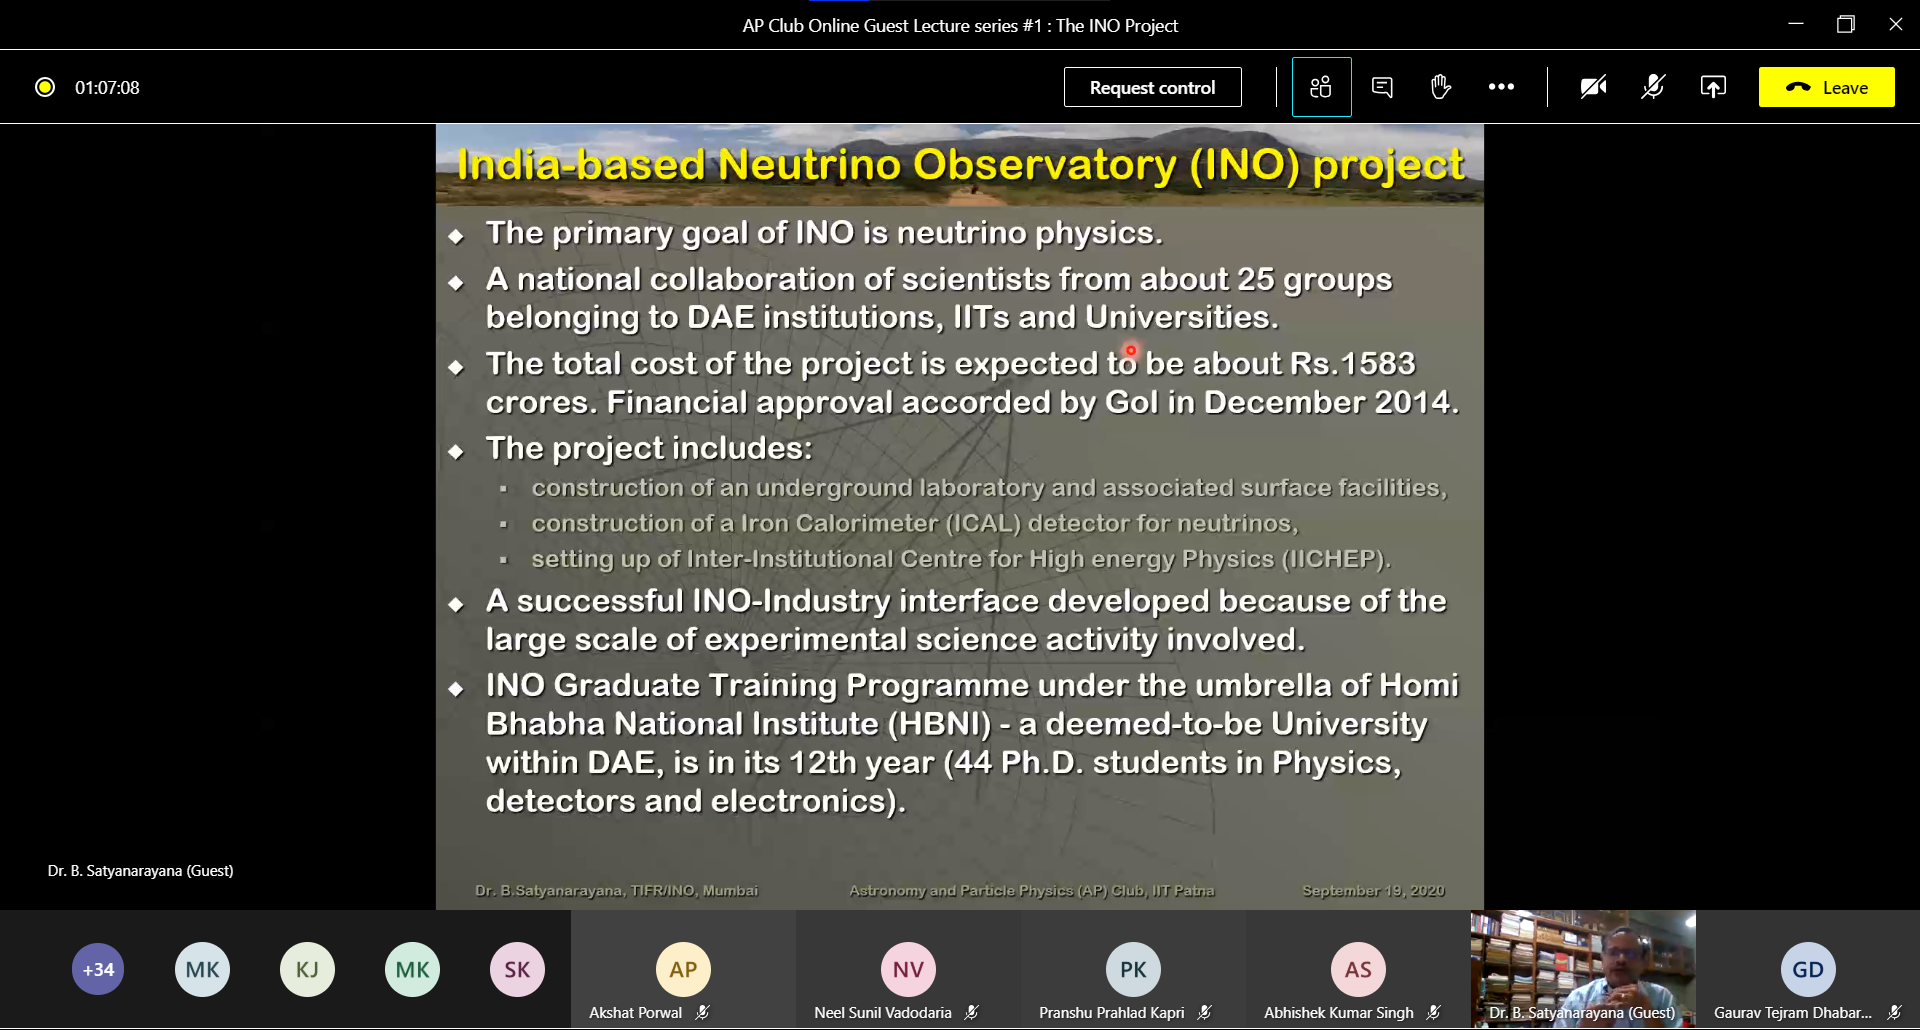 AP Club Online Guest Lecture series #1 : The INO Project
01:07:08
Request control
Leave
India-based Neutrino Observatory (INO) project
The primary goal of INO is neutrino physics.
A national collaboration of scientists from about 25 groups
belonging to DAE institutions, IITs and Universities.
The total cost of the project is expected to be about Rs.1583
crores. Financial approval accorded by GoI in December 2014.
The project includes:
construction of an underground laboratory and associated surface facilities,
construction of a Iron Calorimeter (ICAL) detector for neutrinos,
setting up of Inter-Institutional Centre for High energy Physics (IICHEP).
A successful INO-Industry interface developed because of the
large scale of experimental science activity involved.
INO Graduate Training Programme under the umbrella of Homi
Bhabha National Institute (HBNI) - a deemed-to-be University
within DAE, is in its 12th year (44 Ph.D. students in Physics,
detectors and electronics).
Dr. B. Satyanarayana (Guest)
Dr. B.Satyanarayana, TIFR/INO, Mumbai Astronomy and Particle Physics (AP) Club, IIT Patna September 19, 2020
+34 MK KJ MK SK AP NV PK AS GD
Akshat Porwal Neel Sunil Vadodaria Pranshu Prahlad Kapri Abhishek Kumar Singh Dr. B. Satyanarayana (Guest) Gaurav Tejram Dhabar...